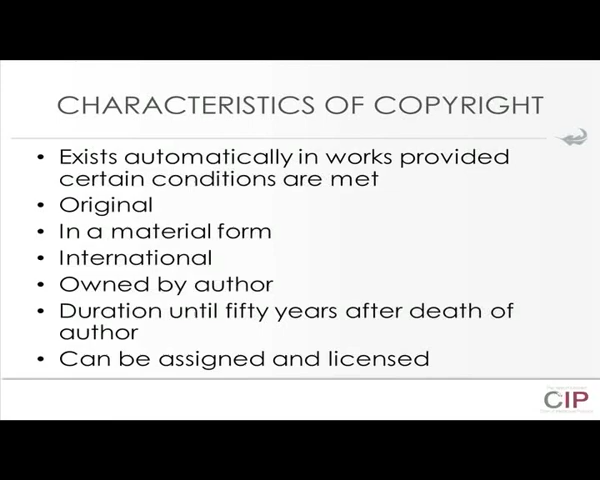 CHARACTERISTICS OF COPYRIGHT
• Exists automatically in works provided
certain conditions are met
• Original
• In a material form
• International
• Owned by author
• Duration until fifty years after death of
author
• Can be assigned and licensed
CIP